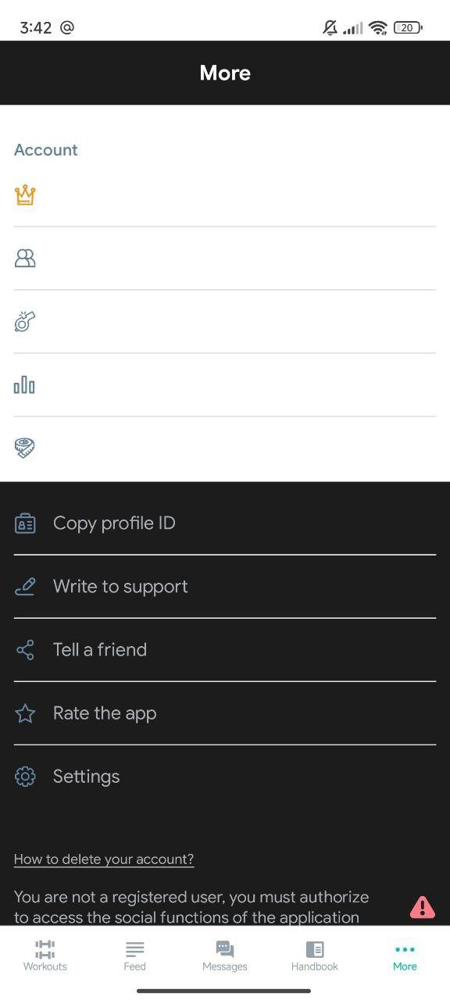 3:42 @ 20
More
Account
Copy profile ID
Write to support
Tell a friend
Rate the app
Settings
How to delete your account?
You are not a registered user, you must authorize
to access the social functions of the application
Workouts Feed Messages Handbook More